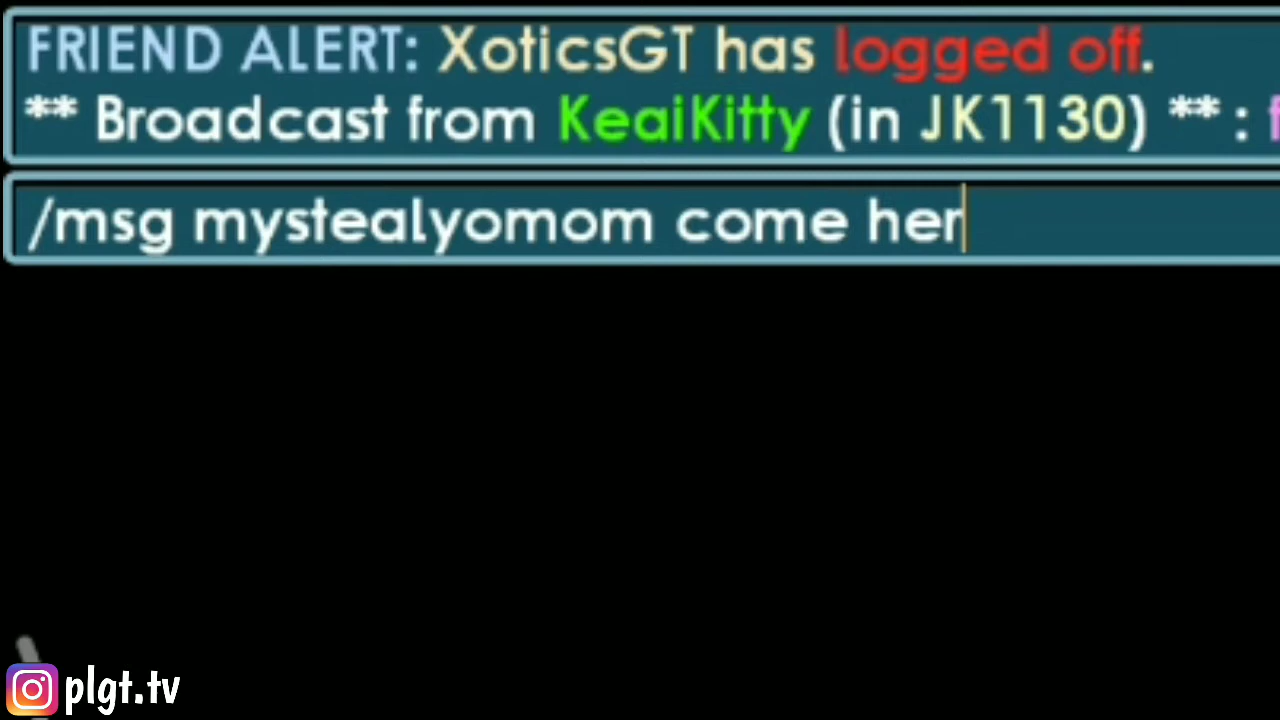 FRIEND ALERT: XoticsGT has logged off.
** Broadcast from KeaiKitty (in JK1130) ** :
/msg mystealyomom come her
plgt.tv